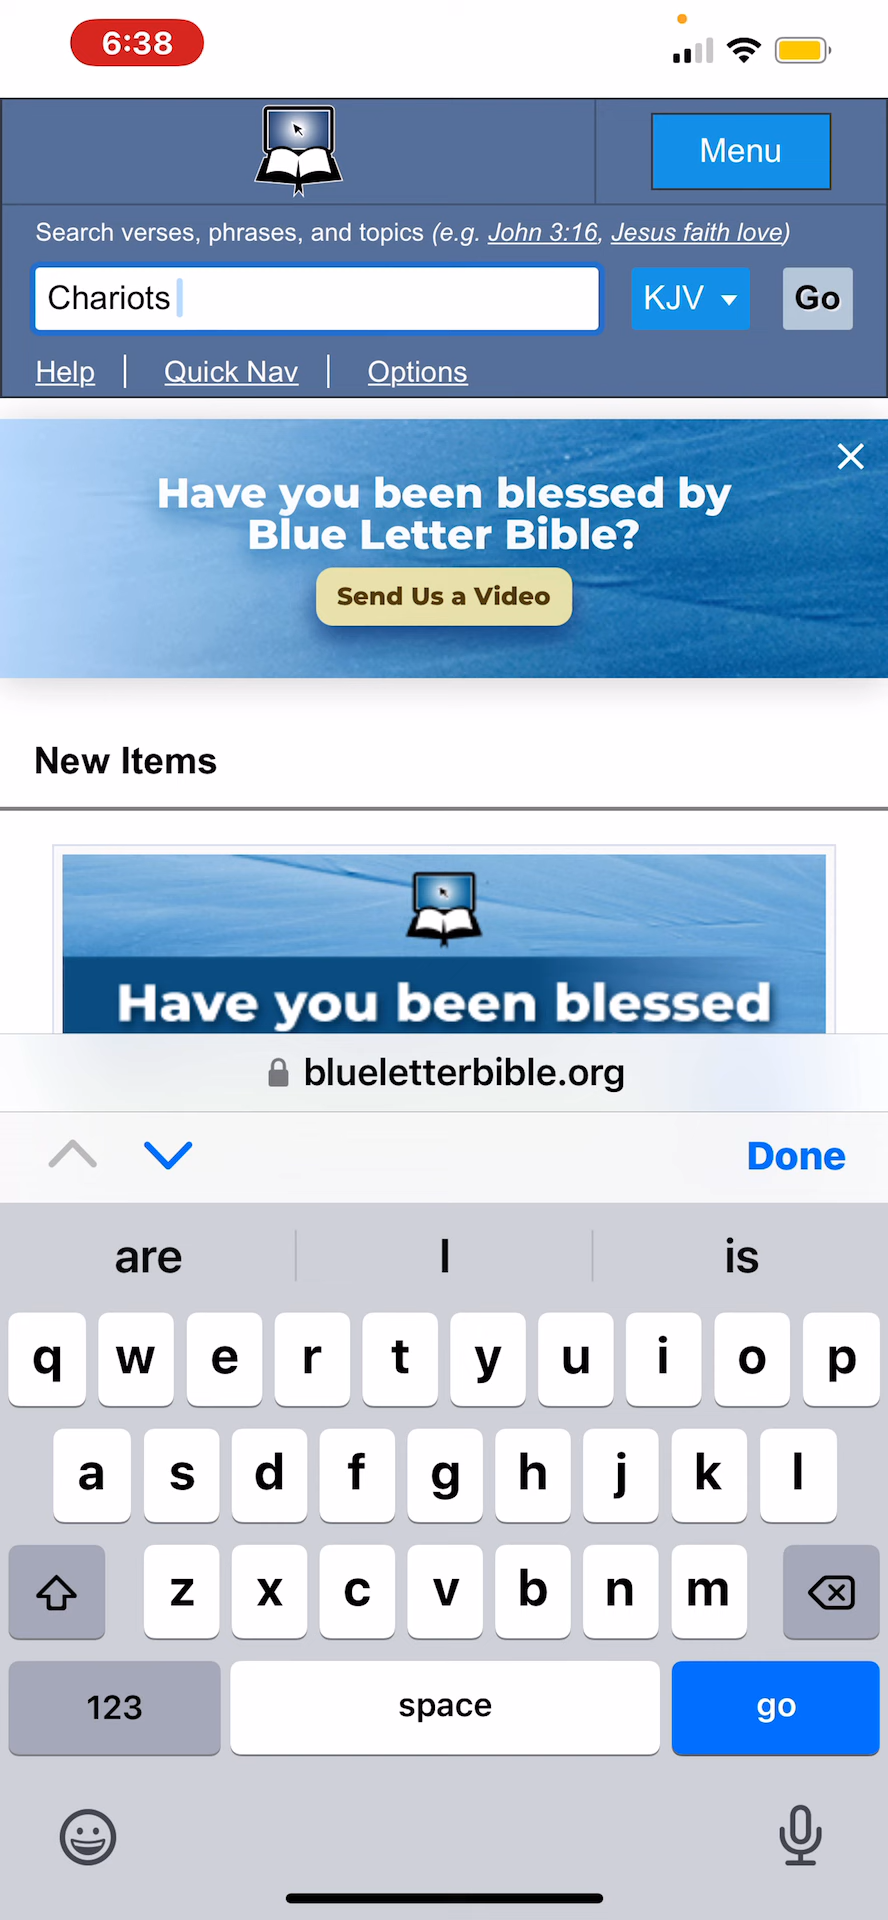 6:38
Menu
Search verses, phrases, and topics (e.g. John 3:16, Jesus faith love)
Chariots
KJV
Go
Help
Quick Nav
Options
Have you been blessed by
Blue Letter Bible?
Send Us a Video
New Items
Have you been blessed
blueletterbible.org
Done
are
I
is
q w e r t y u i o p
a s d f g h j k l
z x c v b n m
123
space
go